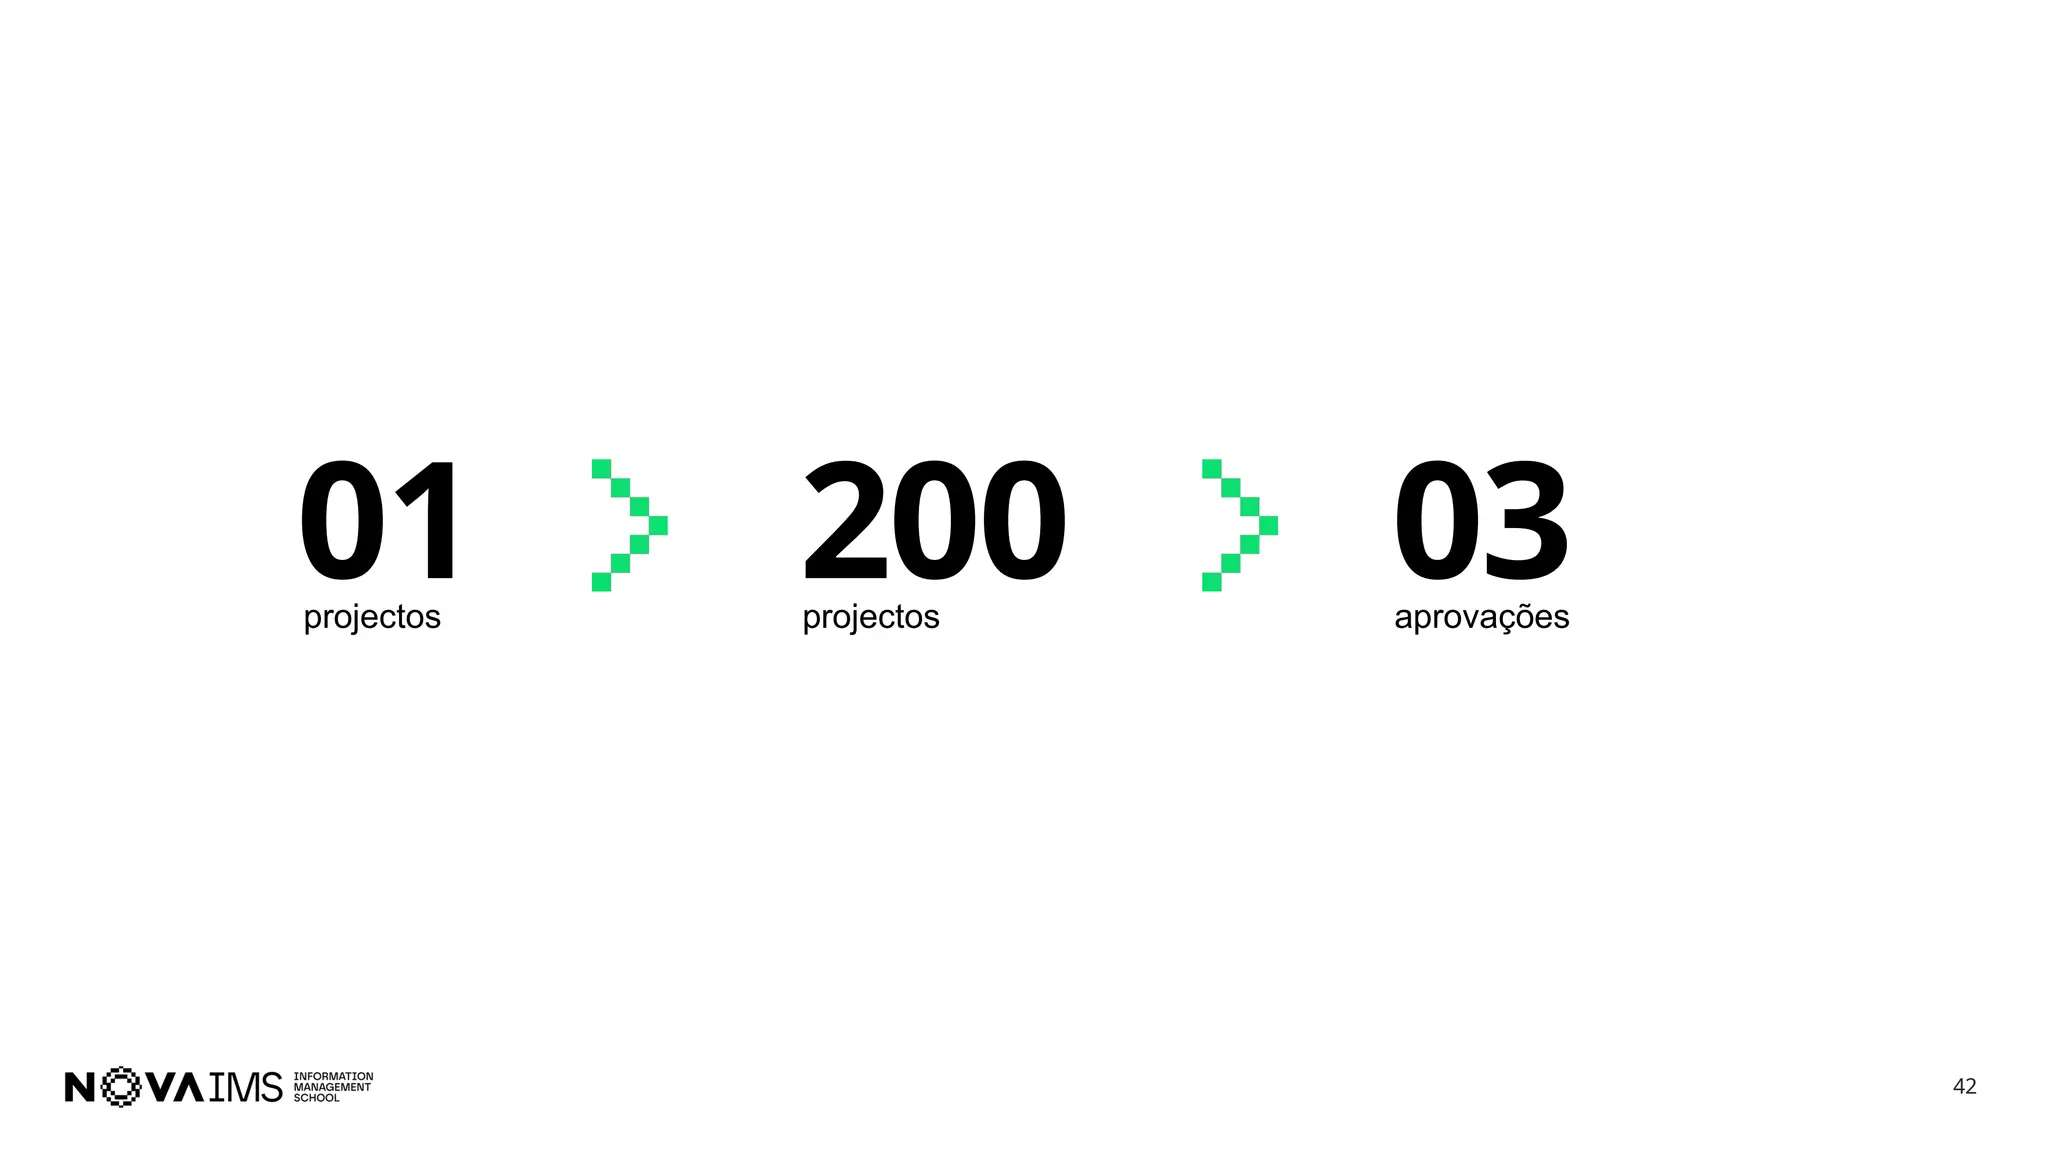 01
projectos
200
projectos
03
aprovações
NOVA IMS
INFORMATION
MANAGEMENT
SCHOOL
42